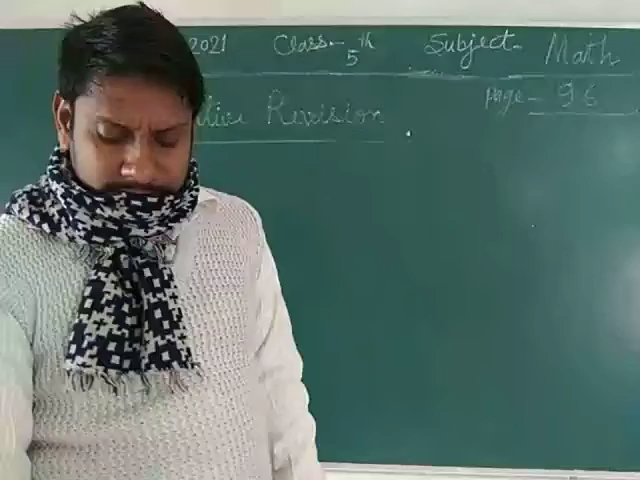 2021 Class- 5th Subject- Math
Page- 96
Revision